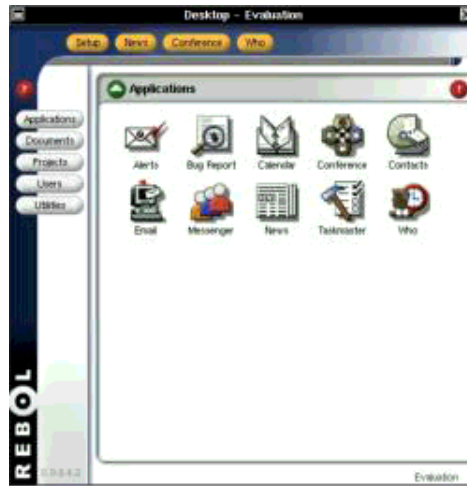 Desktop – Evaluation
Setup News Conference Who
Applications
Applications
Documents
Projects
Users
Utilities
Alerts Bug Report Calendar Conference Contacts
Email Messenger News Taskmaster Who
REBOL
Evaluation